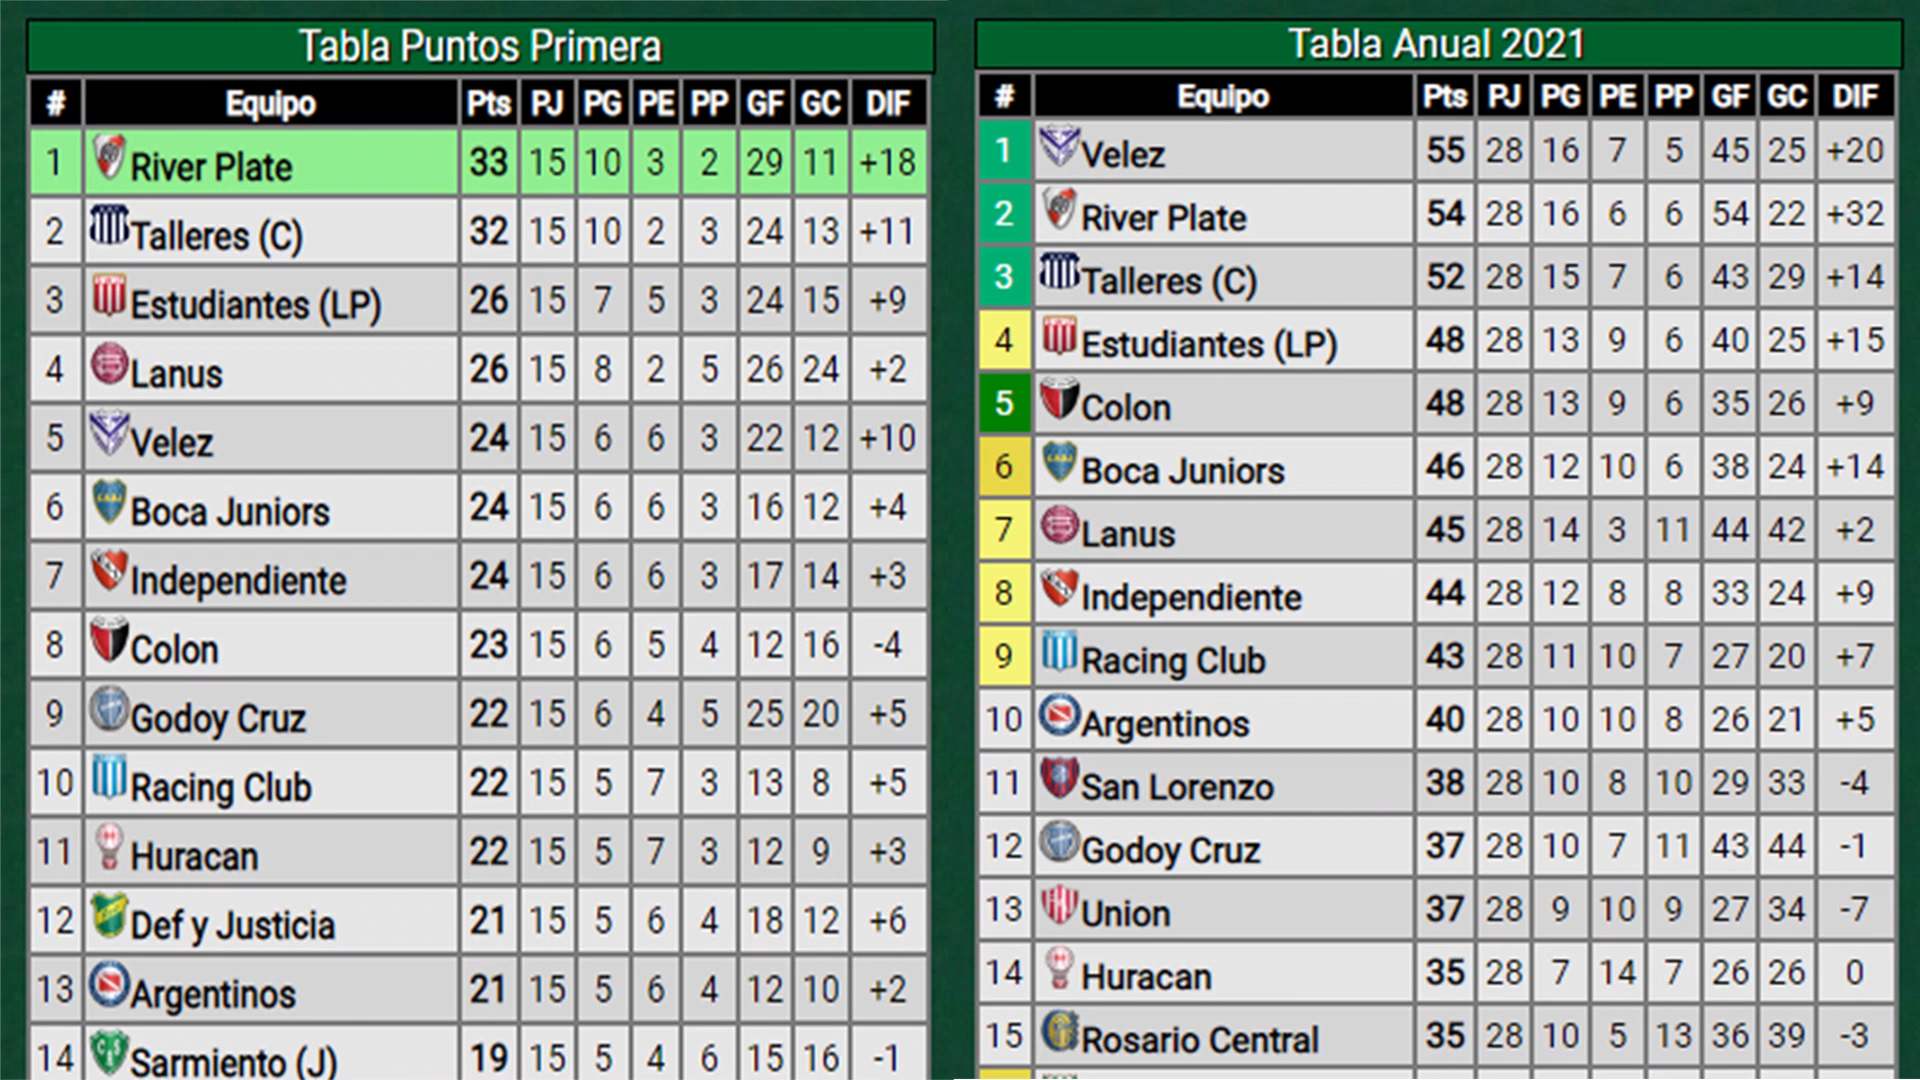 Tabla Puntos Primera
# Equipo Pts PJ PG PE PP GF GC DIF
1 River Plate 33 15 10 3 2 29 11 +18
2 Talleres (C) 32 15 10 2 3 24 13 +11
3 Estudiantes (LP) 26 15 7 5 3 24 15 +9
4 Lanus 26 15 8 2 5 26 24 +2
5 Velez 24 15 6 6 3 22 12 +10
6 Boca Juniors 24 15 6 6 3 16 12 +4
7 Independiente 24 15 6 6 3 17 14 +3
8 Colon 23 15 6 5 4 12 16 -4
9 Godoy Cruz 22 15 6 4 5 25 20 +5
10 Racing Club 22 15 5 7 3 13 8 +5
11 Huracan 22 15 5 7 3 12 9 +3
12 Def y Justicia 21 15 5 6 4 18 12 +6
13 Argentinos 21 15 5 6 4 12 10 +2
14 Sarmiento (J) 19 15 5 4 6 15 16 -1
Tabla Anual 2021
# Equipo Pts PJ PG PE PP GF GC DIF
1 Velez 55 28 16 7 5 45 25 +20
2 River Plate 54 28 16 6 6 54 22 +32
3 Talleres (C) 52 28 15 7 6 43 29 +14
4 Estudiantes (LP) 48 28 13 9 6 40 25 +15
5 Colon 48 28 13 9 6 35 26 +9
6 Boca Juniors 46 28 12 10 6 38 24 +14
7 Lanus 45 28 14 3 11 44 42 +2
8 Independiente 44 28 12 8 8 33 24 +9
9 Racing Club 43 28 11 10 7 27 20 +7
10 Argentinos 40 28 10 10 8 26 21 +5
11 San Lorenzo 38 28 10 8 10 29 33 -4
12 Godoy Cruz 37 28 10 7 11 43 44 -1
13 Union 37 28 9 10 9 27 34 -7
14 Huracan 35 28 7 14 7 26 26 0
15 Rosario Central 35 28 10 5 13 36 39 -3